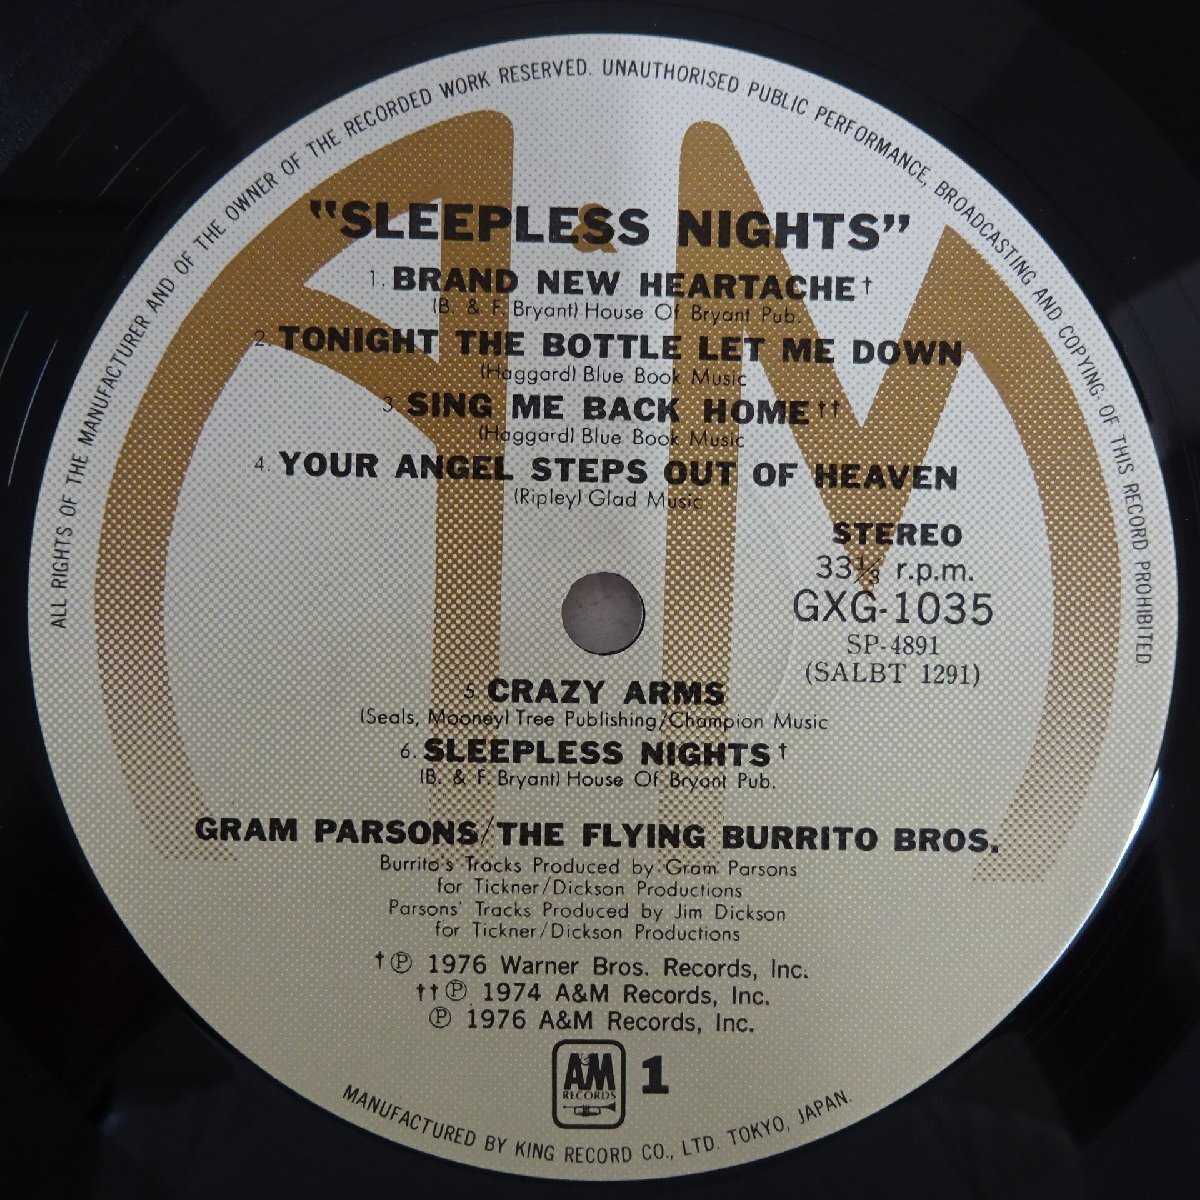 ALL RIGHTS OF THE MANUFACTURER AND OF THE OWNER OF THE RECORDED WORK RESERVED. UNAUTHORISED PUBLIC PERFORMANCE, BROADCASTING AND COPYING: OF THIS RECORD PROHIBITED
A&M
"SLEEPLESS NIGHTS"
1. BRAND NEW HEARTACHE†
(B. & F. Bryant) House Of Bryant Pub.
2. TONIGHT THE BOTTLE LET ME DOWN
(Haggard) Blue Book Music
3. SING ME BACK HOME††
(Haggard) Blue Book Music
4. YOUR ANGEL STEPS OUT OF HEAVEN
(Ripley) Glad Music
STEREO
33⅓ r.p.m.
GXG-1035
SP-4891
(SALBT 1291)
5. CRAZY ARMS
(Seals, Mooney) Tree Publishing/Champion Music
6. SLEEPLESS NIGHTS†
(B. & F. Bryant) House Of Bryant Pub.
GRAM PARSONS/THE FLYING BURRITO BROS.
Burrito's Tracks Produced by Gram Parsons
for Tickner/Dickson Productions
Parsons' Tracks Produced by Jim Dickson
for Tickner/Dickson Productions
†℗ 1976 Warner Bros. Records, Inc.
††℗ 1974 A&M Records, Inc.
℗ 1976 A&M Records, Inc.
A&M
RECORDS
1
MANUFACTURED BY KING RECORD CO., LTD. TOKYO, JAPAN.